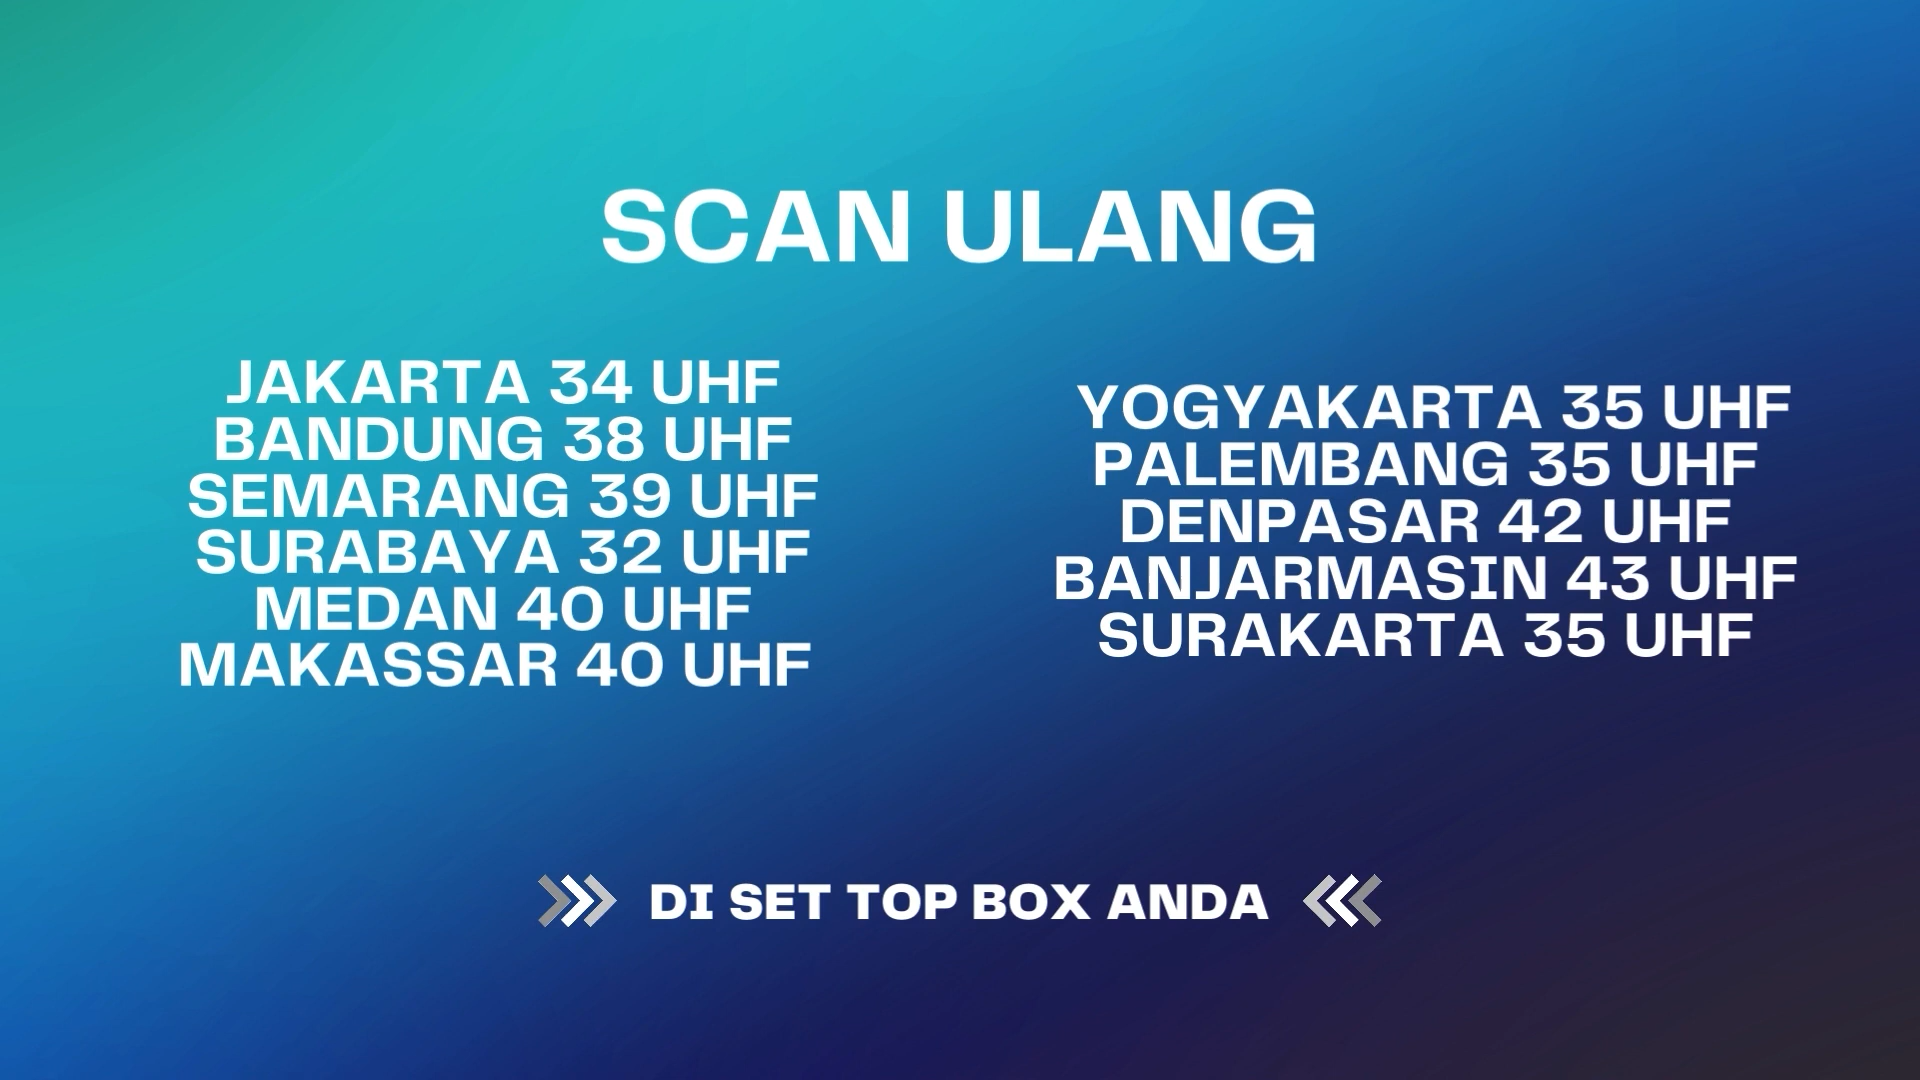 SCAN ULANG
JAKARTA 34 UHF
BANDUNG 38 UHF
SEMARANG 39 UHF
SURABAYA 32 UHF
MEDAN 40 UHF
MAKASSAR 40 UHF
YOGYAKARTA 35 UHF
PALEMBANG 35 UHF
DENPASAR 42 UHF
BANJARMASIN 43 UHF
SURAKARTA 35 UHF
DI SET TOP BOX ANDA